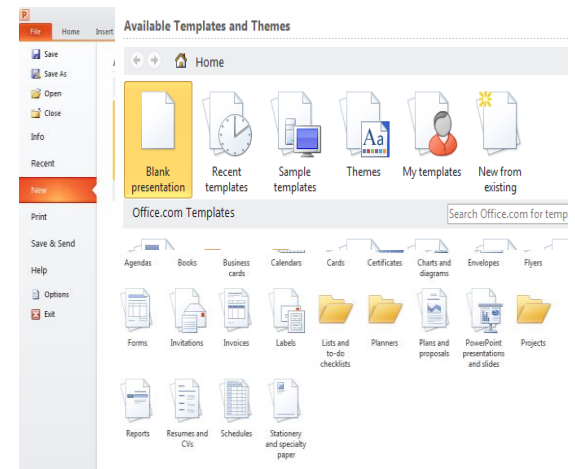 P
File Home Insert
Save
Save As
Open
Close
Info
Recent
New
Print
Save & Send
Help
Options
Exit
Available Templates and Themes
Home
Blank presentation
Recent templates
Sample templates
Themes
Aa
My templates
New from existing
Office.com Templates
Search Office.com for temp
Agendas
Books
Business cards
Calendars
Cards
Certificates
Charts and diagrams
Envelopes
Flyers
Forms
Invitations
Invoices
Labels
Lists and to-do checklists
Planners
Plans and proposals
PowerPoint presentations and slides
Projects
Reports
Resumes and CVs
Schedules
Stationery and specialty paper